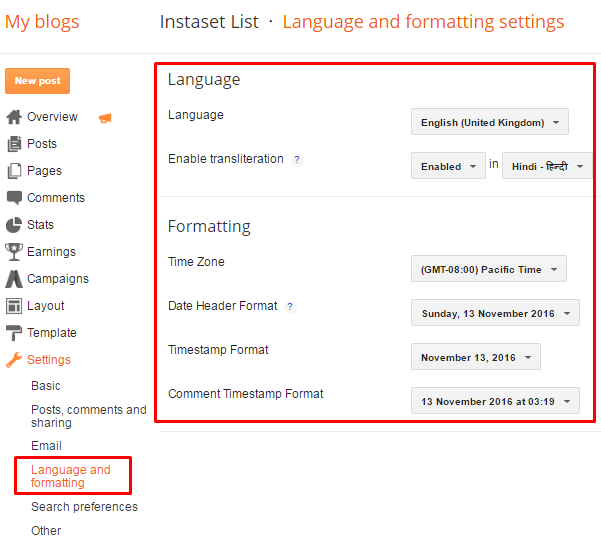 My blogs
Instaset List · Language and formatting settings
New post
Overview
Posts
Pages
Comments
Stats
Earnings
Campaigns
Layout
Template
Settings
Basic
Posts, comments and
sharing
Email
Language and
formatting
Search preferences
Other
Language
Language
English (United Kingdom)
Enable transliteration ?
Enabled in Hindi - हिन्दी
Formatting
Time Zone
(GMT-08:00) Pacific Time
Date Header Format ?
Sunday, 13 November 2016
Timestamp Format
November 13, 2016
Comment Timestamp Format
13 November 2016 at 03:19